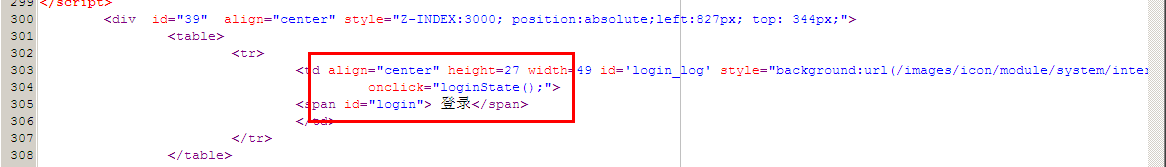 299 </script>
300 <div id="39" align="center" style="Z-INDEX:3000; position:absolute;left:827px; top: 344px;">
301 <table>
302 <tr>
303 <td align="center" height=27 width=49 id='login_log' style="background:url(/images/icon/module/system/inter
304 onclick="loginState();">
305 <span id="login"> 登录</span>
306 </td>
307 </tr>
308 </table>